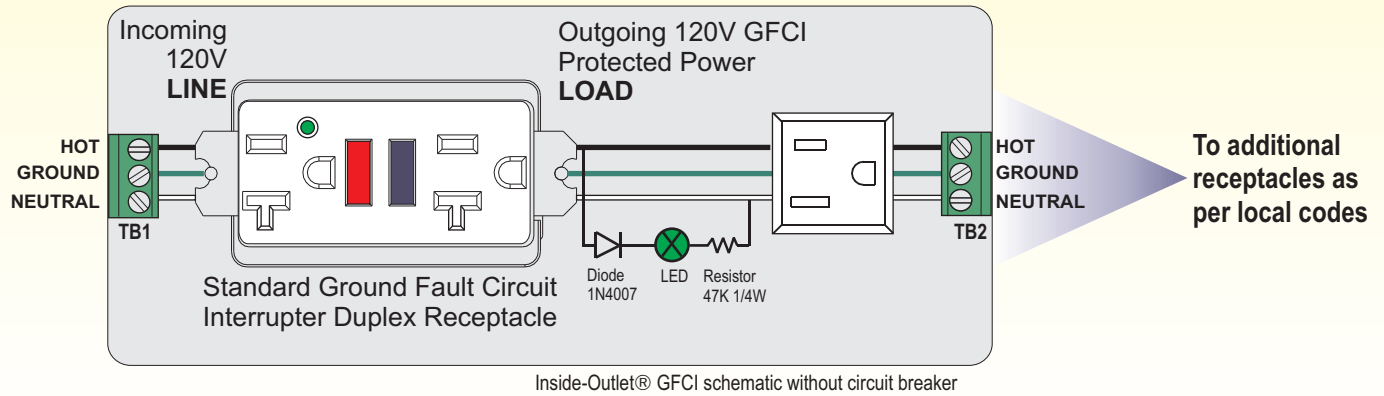 Incoming
120V
LINE
Outgoing 120V GFCI
Protected Power
LOAD
HOT
GROUND
NEUTRAL
TB1
HOT
GROUND
NEUTRAL
TB2
To additional
receptacles as
per local codes
Diode
1N4007
LED
Resistor
47K 1/4W
Standard Ground Fault Circuit
Interrupter Duplex Receptacle
Inside-Outlet® GFCI schematic without circuit breaker